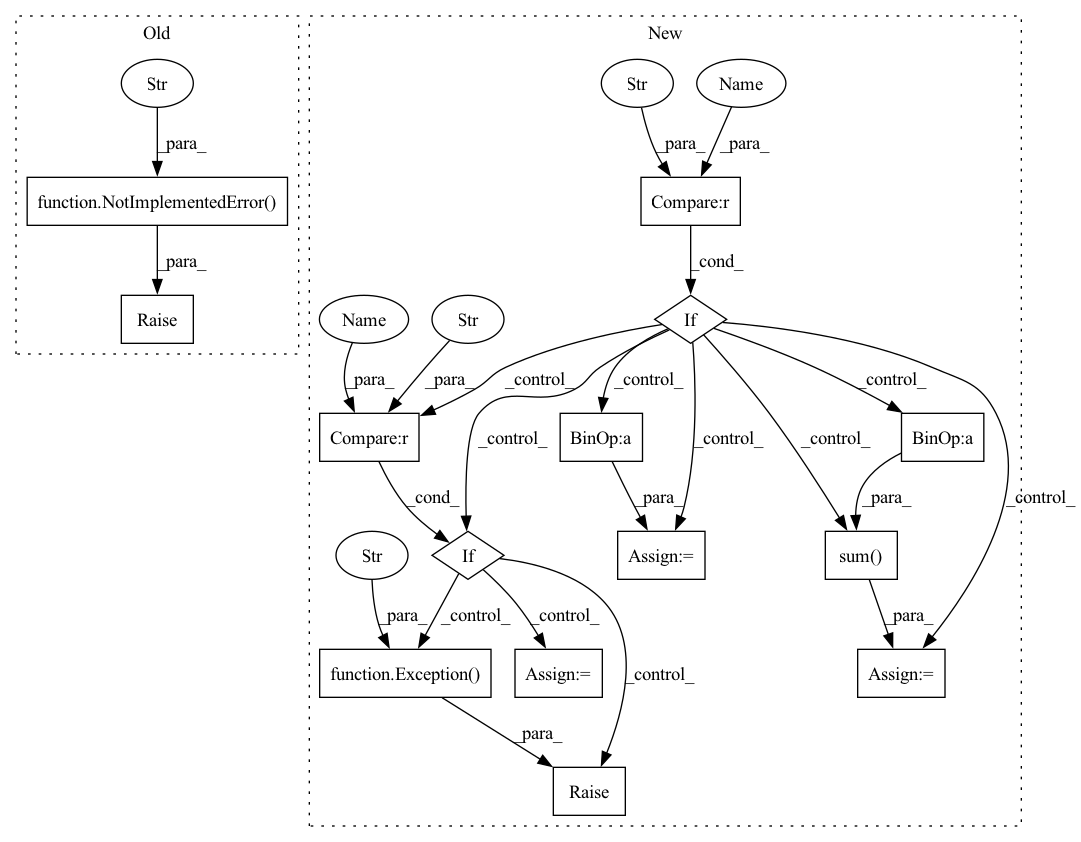 Old
New
Str
Str
Name
_para_
_para_
_para_
function.NotImplementedError()
Compare:r
_para_
_cond_
Raise
Name
Str
If
_para_
_para_
_control_
_control_
_control_
Compare:r
BinOp:a
BinOp:a
_cond_
_control_
_para_
_control_
_control_
_para_
_control_
Str
If
Assign:=
sum()
_para_
_control_
_control_
_para_
function.Exception()
Assign:=
_control_
Assign:=
_para_
Raise